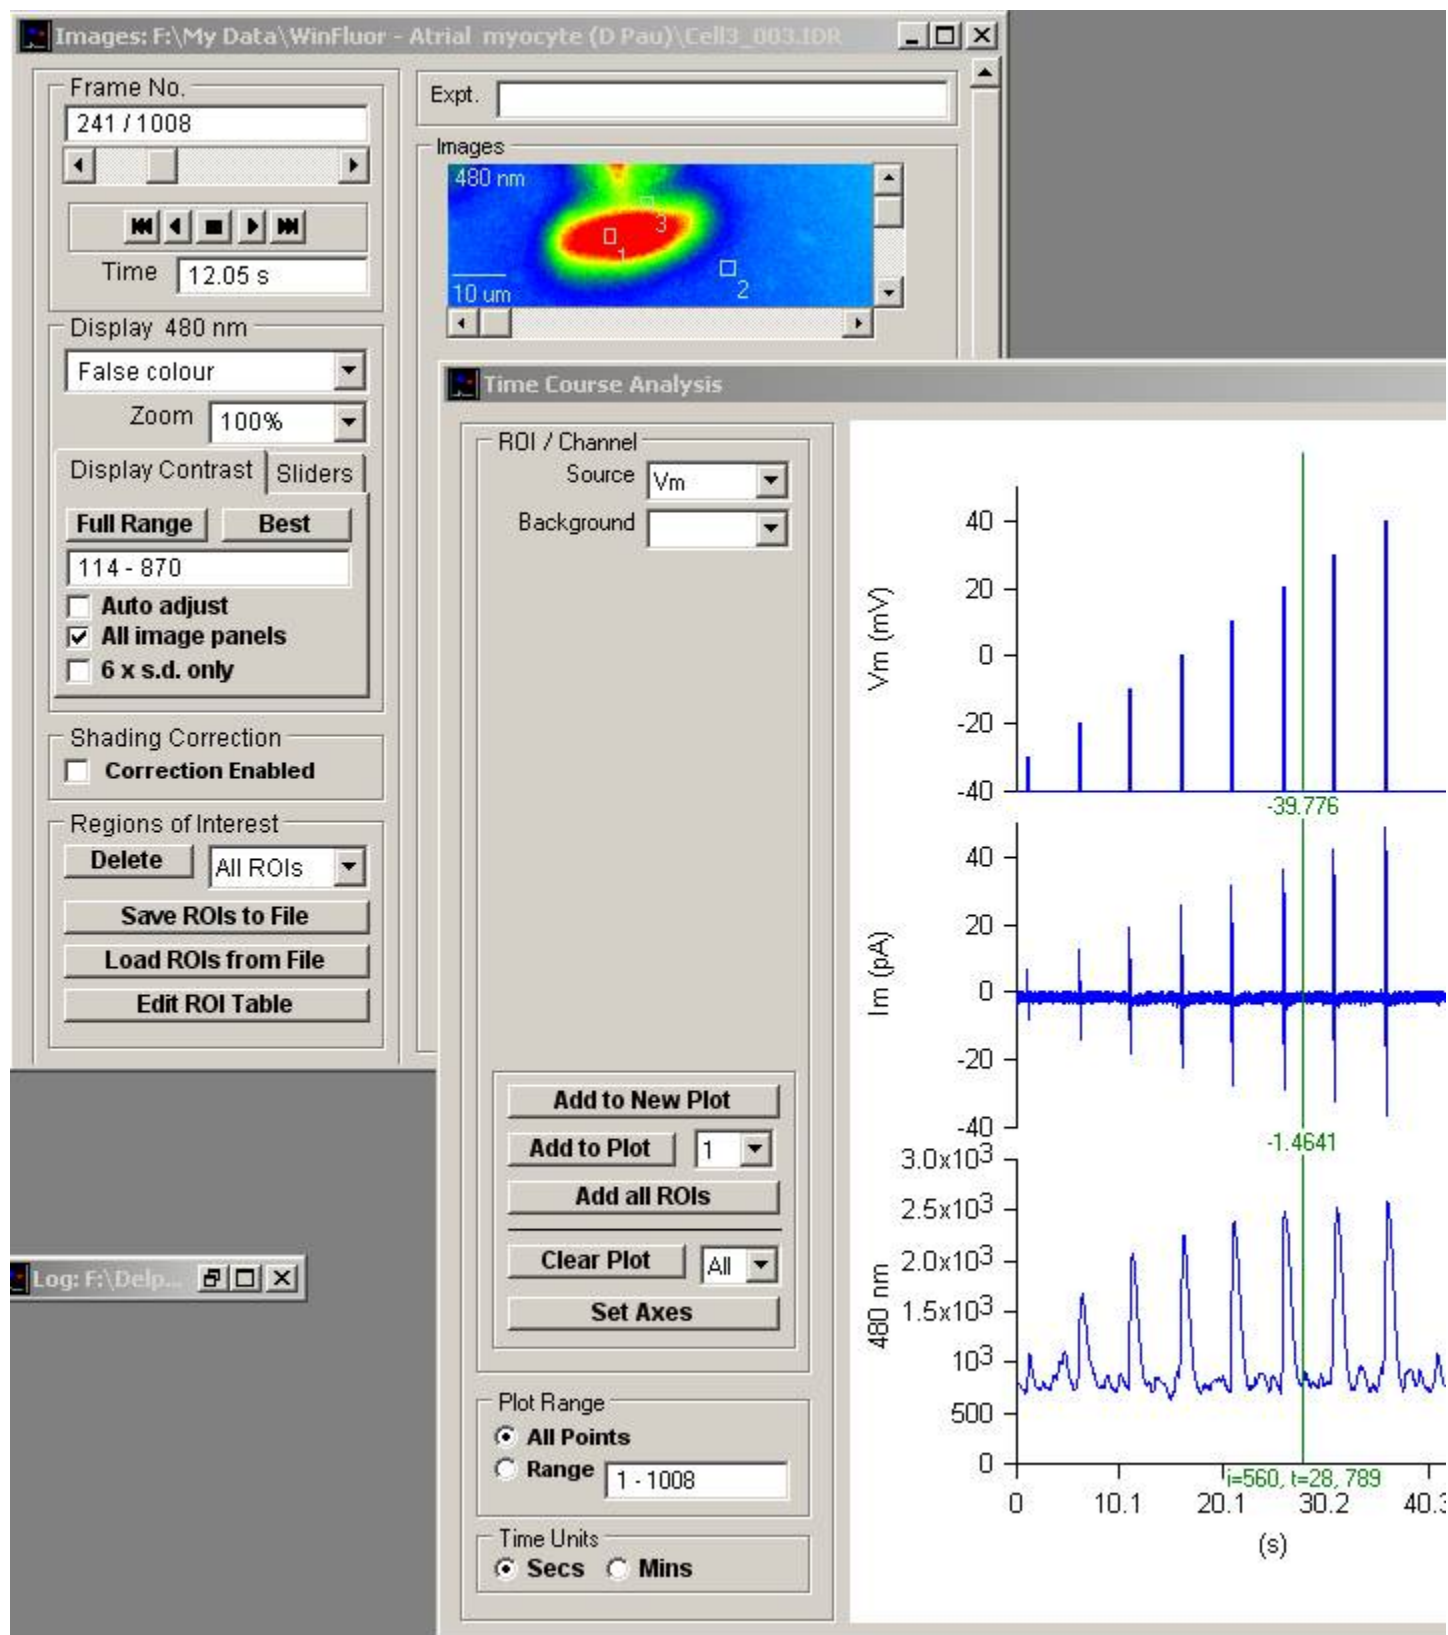 Images: F:\My Data\WinFluor - Atrial myocyte (D Pau)\Cell3_003.IDR
Frame No.
241 / 1008
Time 12.05 s
Display 480 nm
False colour
Zoom 100%
Display Contrast Sliders
Full Range Best
114 - 870
Auto adjust
All image panels
6 x s.d. only
Shading Correction
Correction Enabled
Regions of Interest
Delete All ROIs
Save ROIs to File
Load ROIs from File
Edit ROI Table
Expt.
Images
480 nm
3
1
2
10 um
Time Course Analysis
ROI / Channel
Source Vm
Background
Add to New Plot
Add to Plot 1
Add all ROIs
Clear Plot All
Set Axes
Plot Range
All Points
Range 1 - 1008
Time Units
Secs Mins
Vm (mV)
40
20
0
-20
-40
-39.776
Im (pA)
40
20
0
-20
-40
-1.4641
480 nm
3.0x10³
2.5x10³
2.0x10³
1.5x10³
10³
500
0
i=560, t=28, 789
0 10.1 20.1 30.2 40.3
(s)
Log: F:\Delp...